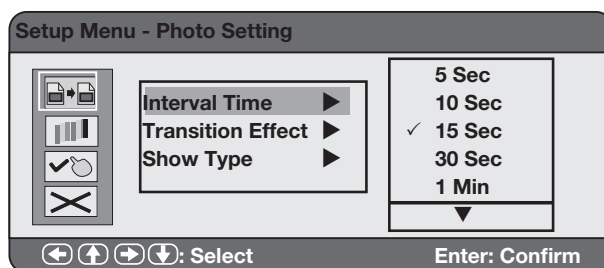 Setup Menu - Photo Setting
Interval Time
Transition Effect
Show Type
5 Sec
10 Sec
15 Sec
30 Sec
1 Min
: Select
Enter: Confirm